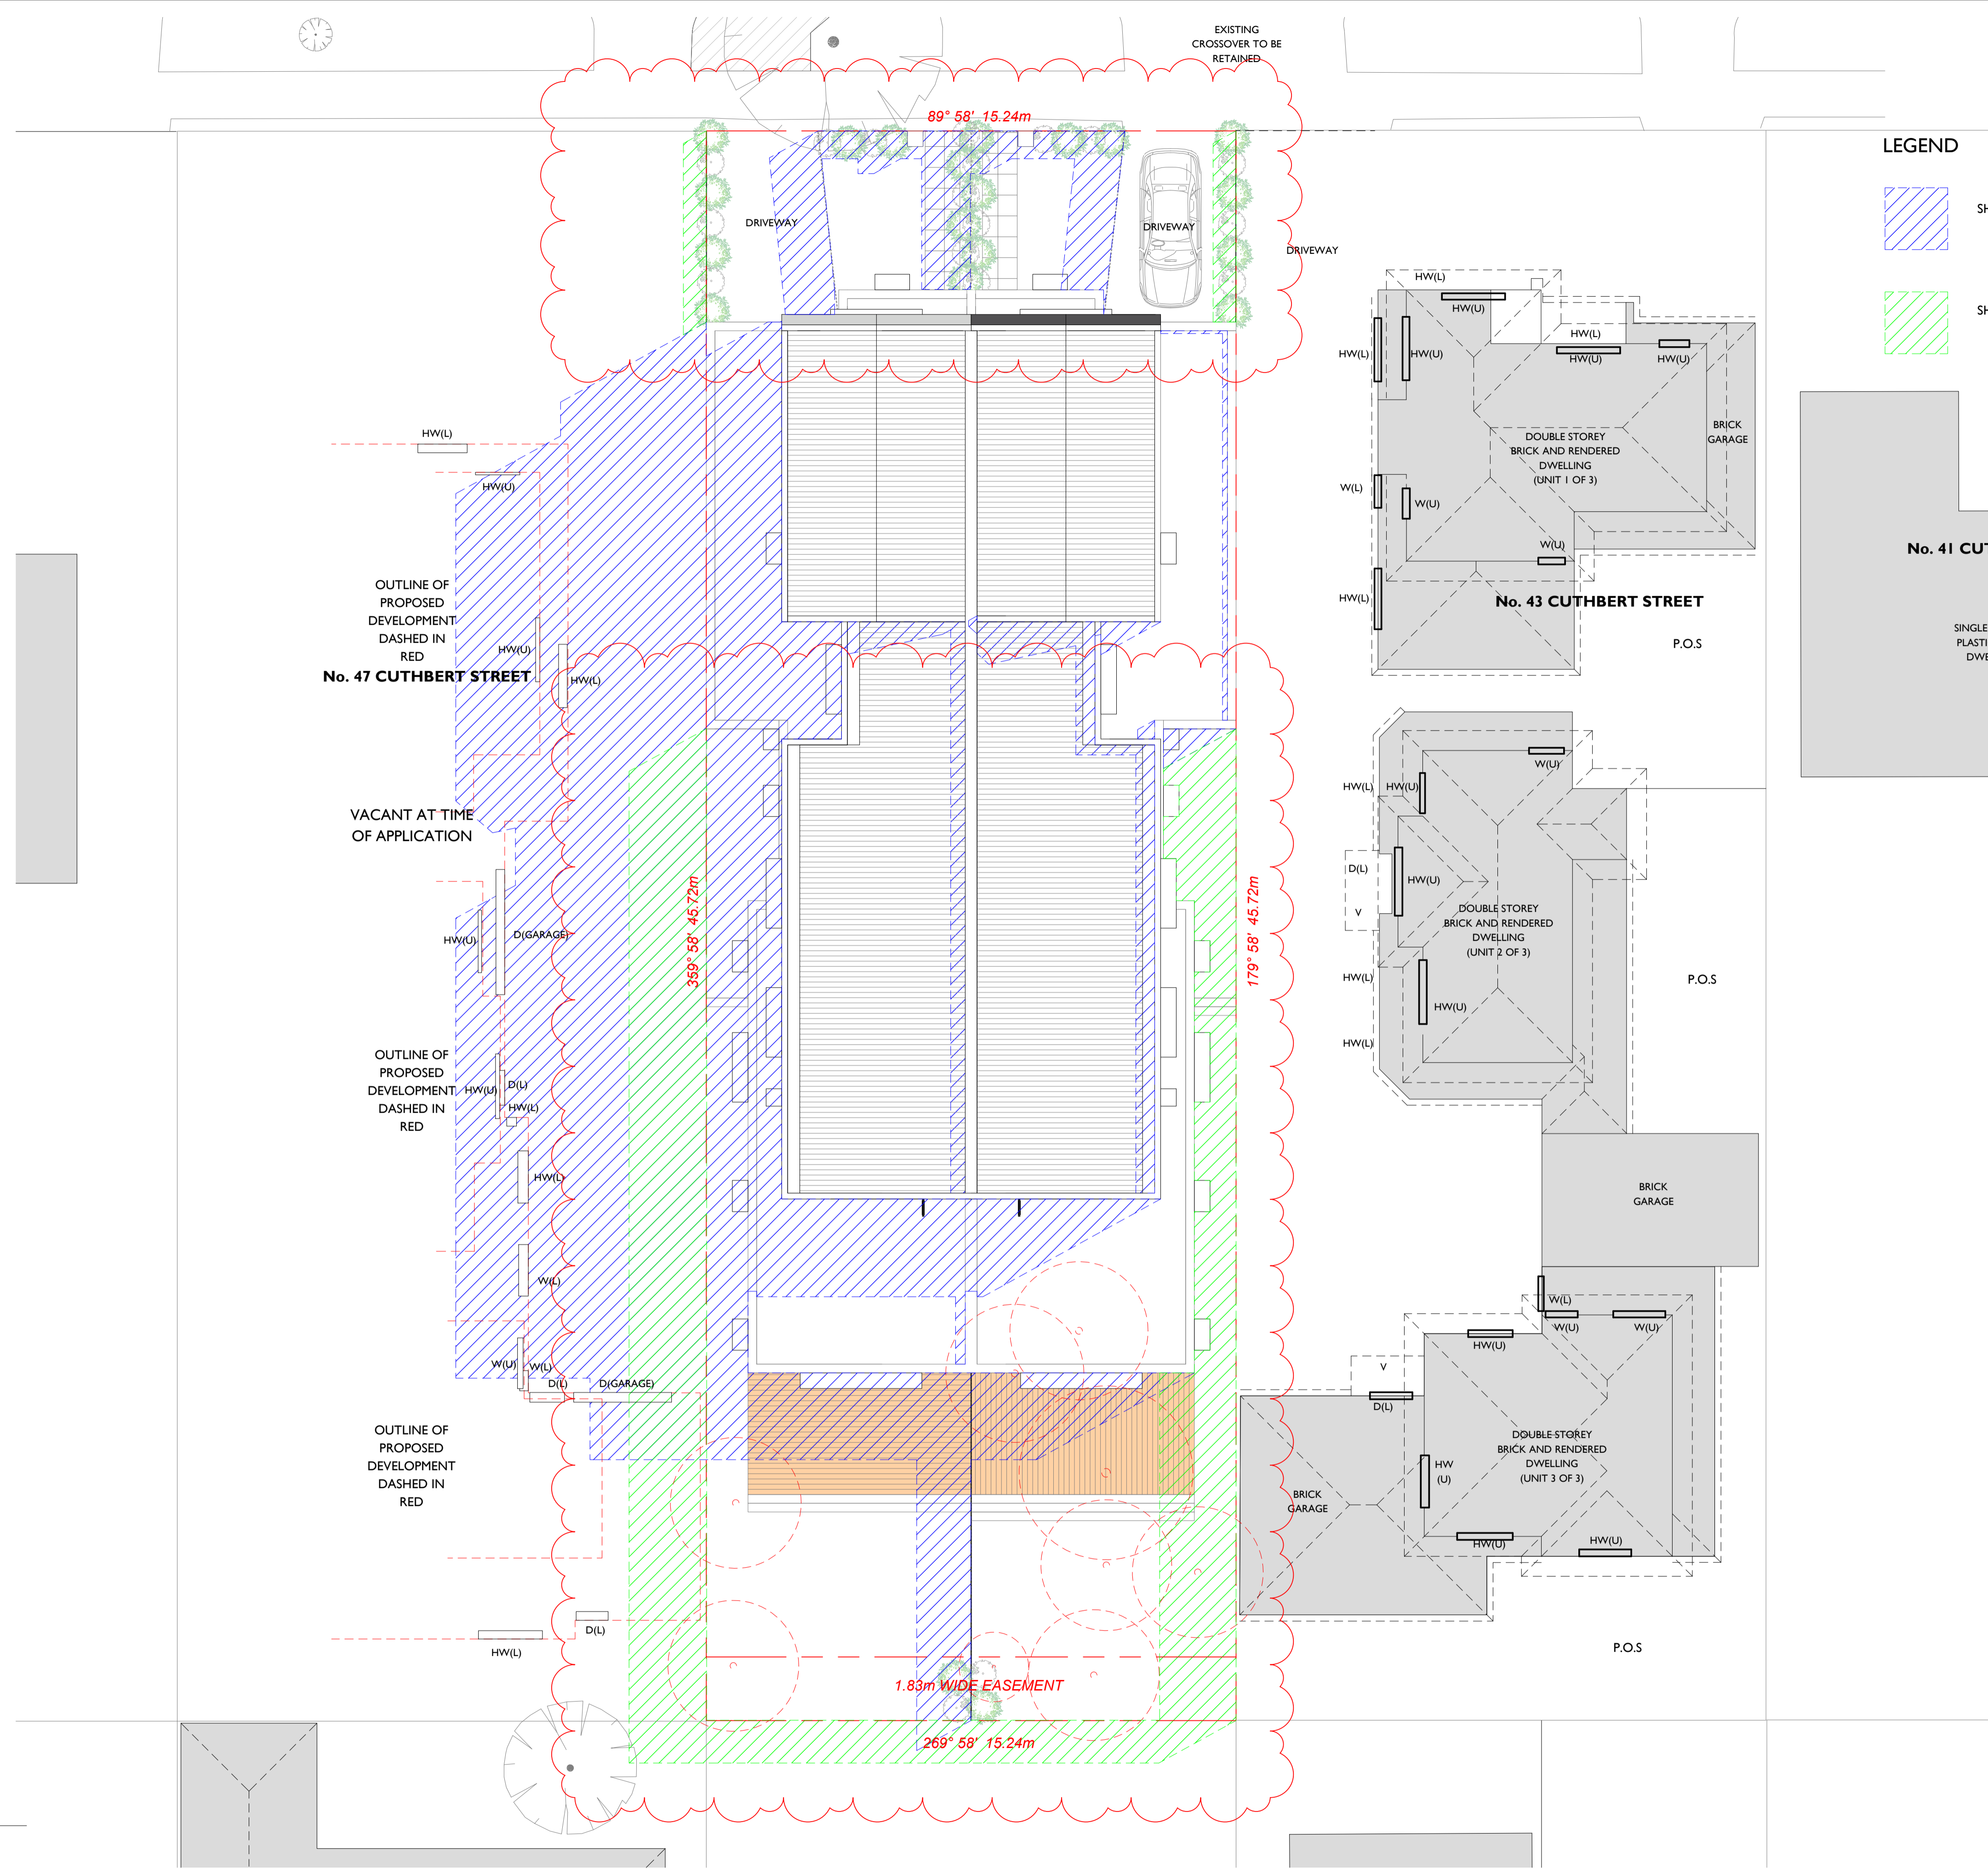 EXISTING
CROSSOVER TO BE
RETAINED
89° 58' 15.24m
LEGEND
SH
SH
DRIVEWAY
DRIVEWAY
DRIVEWAY
HW(L)
HW(U)
HW(L)
HW(U)
HW(L)
HW(U)
HW(U)
BRICK
GARAGE
DOUBLE STOREY
BRICK AND RENDERED
DWELLING
(UNIT 1 OF 3)
W(L)
W(U)
W(U)
HW(L)
No. 43 CUTHBERT STREET
P.O.S
No. 41 CUT
SINGLE
PLASTI
DWE
HW(L)
HW(U)
OUTLINE OF
PROPOSED
DEVELOPMENT
DASHED IN
RED
HW(U)
HW(L)
No. 47 CUTHBERT STREET
VACANT AT TIME
OF APPLICATION
HW(U)
D(GARAGE)
359° 58' 45.72m
179° 58' 45.72m
W(U)
HW(L)
HW(U)
D(L)
HW(U)
V
DOUBLE STOREY
BRICK AND RENDERED
DWELLING
(UNIT 2 OF 3)
HW(L)
HW(U)
HW(L)
P.O.S
OUTLINE OF
PROPOSED
DEVELOPMENT
DASHED IN
RED
HW(U)
D(L)
HW(L)
HW(L)
W(L)
BRICK
GARAGE
W(L)
W(U)
W(U)
HW(U)
W(U)
W(L)
D(L)
D(GARAGE)
V
D(L)
OUTLINE OF
PROPOSED
DEVELOPMENT
DASHED IN
RED
DOUBLE STOREY
BRICK AND RENDERED
DWELLING
(UNIT 3 OF 3)
HW
(U)
BRICK
GARAGE
HW(U)
HW(U)
D(L)
HW(L)
P.O.S
1.83m WIDE EASEMENT
269° 58' 15.24m